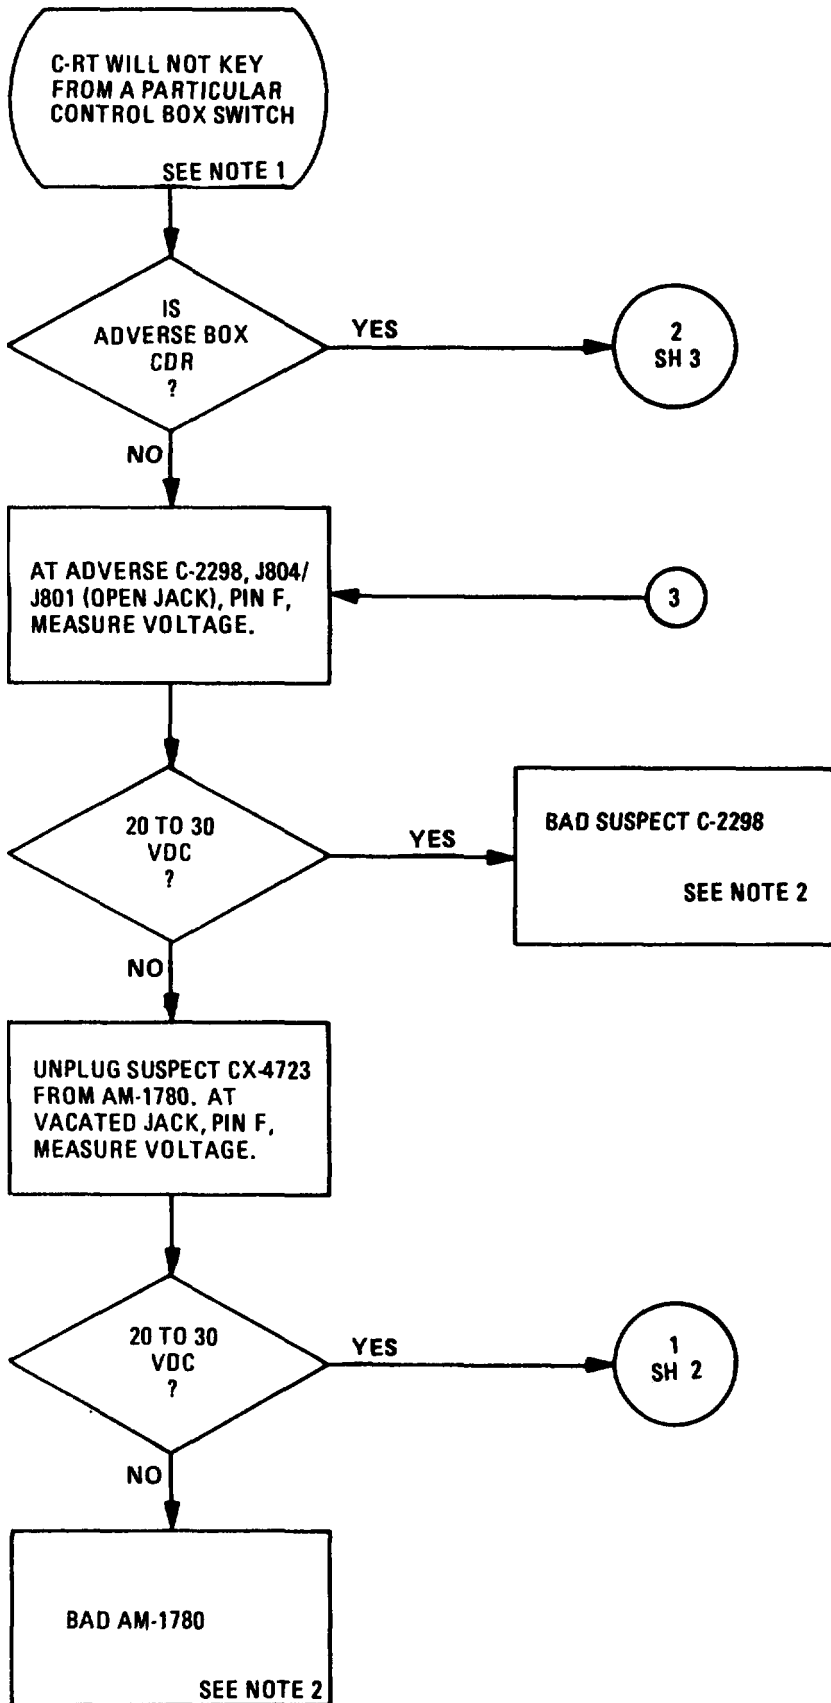 C-RT WILL NOT KEY
FROM A PARTICULAR
CONTROL BOX SWITCH
SEE NOTE 1
IS
ADVERSE BOX
CDR
?
YES
2
SH 3
NO
AT ADVERSE C-2298, J804/
J801 (OPEN JACK), PIN F,
MEASURE VOLTAGE.
3
20 TO 30
VDC
?
YES
BAD SUSPECT C-2298
SEE NOTE 2
NO
UNPLUG SUSPECT CX-4723
FROM AM-1780. AT
VACATED JACK, PIN F,
MEASURE VOLTAGE.
20 TO 30
VDC
?
YES
1
SH 2
NO
BAD AM-1780
SEE NOTE 2